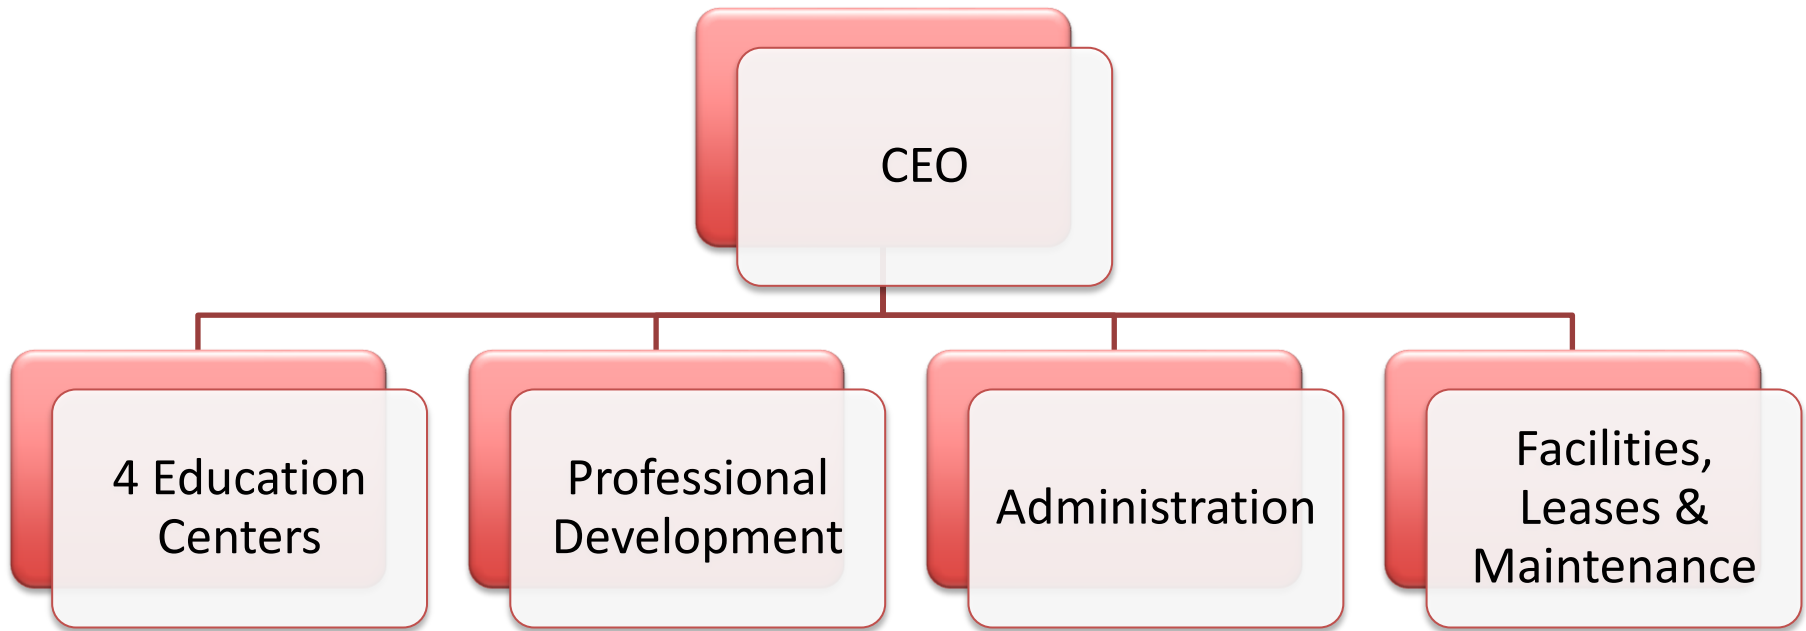 CEO
4 Education
Centers
Professional
Development
Administration
Facilities,
Leases &
Maintenance